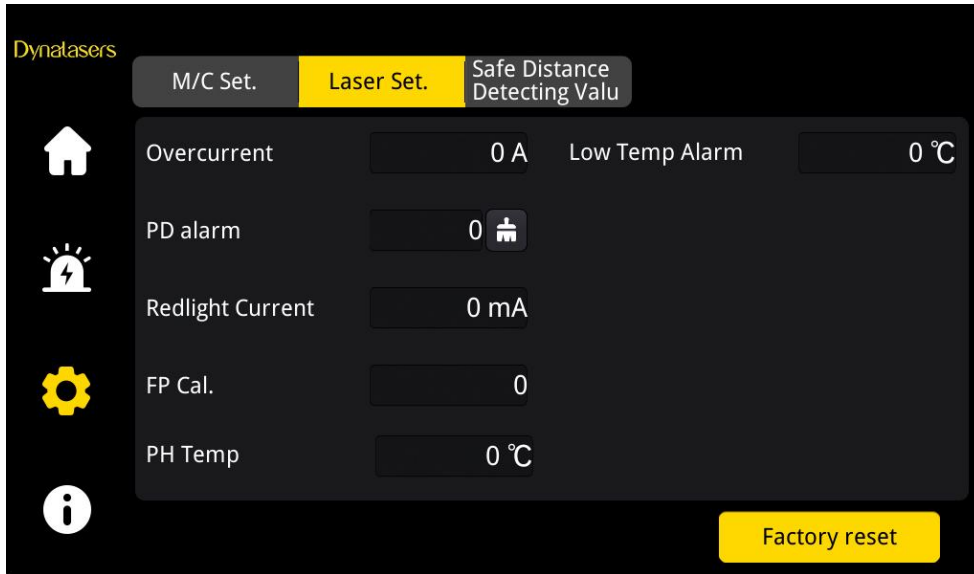 Dynalasers
M/C Set.
Laser Set.
Safe Distance
Detecting Valu
Overcurrent
0 A
Low Temp Alarm
0 ℃
PD alarm
0
Redlight Current
0 mA
FP Cal.
0
PH Temp
0 ℃
Factory reset